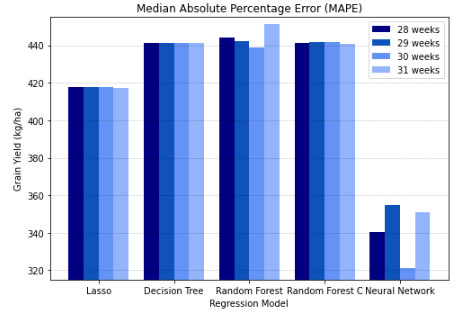 Median Absolute Percentage Error (MAPE)
28 weeks
29 weeks
30 weeks
31 weeks
Grain Yield (kg/ha)
440
420
400
380
360
340
320
Lasso Decision Tree Random Forest Random Forest C Neural Network
Regression Model